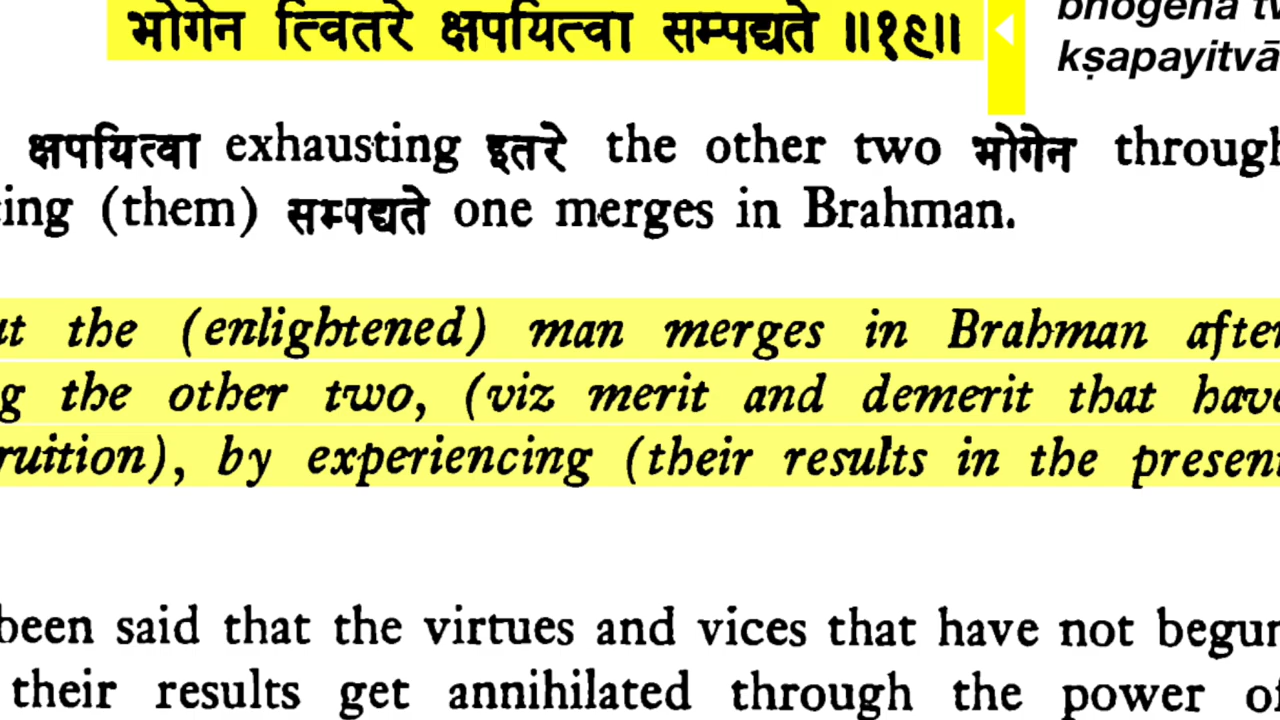 भोगेन त्वितरे क्षपयित्वा सम्पद्यते ॥१९॥
bhogena
kṣapayitvā
क्षपयित्वा exhausting इतरे the other two भोगेन through
(them) सम्पद्यते one merges in Brahman.
the (enlightened) man merges in Brahman after
the other two, (viz merit and demerit that have
by experiencing (their results in the present
been said that the virtues and vices that have not begun
their results get annihilated through the power of